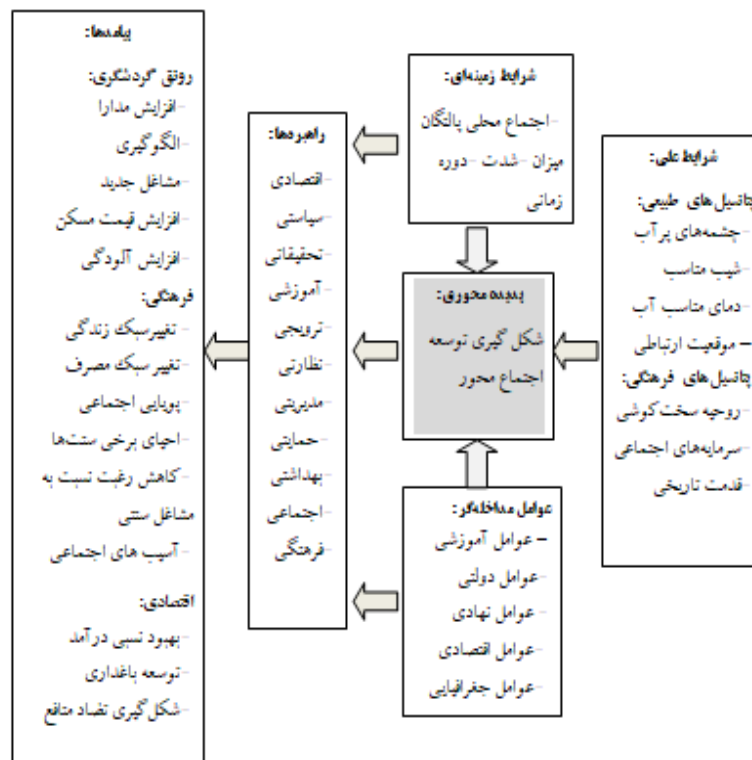 شرایط علی:
پتانسیل‌های طبیعی:
-چشمه‌های پر آب
-شیب مناسب
-دمای مناسب آب
– موقعیت ارتباطی
پتانسیل‌های فرهنگی:
-روحیه سخت کوشی
-سرمایه‌های اجتماعی
-قدمت تاریخی
شرایط زمینه‌ای:
-اجتماع محلی پالنگان
میزان -شدت -دوره
زمانی
پدیده محوری:
شکل گیری توسعه
اجتماع محور
عوامل مداخله‌گر:
– عوامل آموزشی
-عوامل دولتی
-عوامل نهادی
-عوامل اقتصادی
-عوامل جغرافیایی
راهبردها:
-اقتصادی
-سیاستی
-تحقیقاتی
-آموزشی
-ترویجی
-نظارتی
-مدیریتی
-حمایتی
-بهداشتی
-اجتماعی
-فرهنگی
پیامدها:
رونق گردشگری:
-افزایش مدارا
-الگوگیری
-مشاغل جدید
-افزایش قیمت مسکن
-افزایش آلودگی
فرهنگی:
-تغییرسبک زندگی
-تغییر سبک مصرف
-پویایی اجتماعی
-احیای برخی سنت‌ها
-کاهش رغبت نسبت به
مشاغل سنتی
-آسیب های اجتماعی
اقتصادی:
-بهبود نسبی درآمد
-توسعه باغداری
-شکل‌گیری تضاد منافع